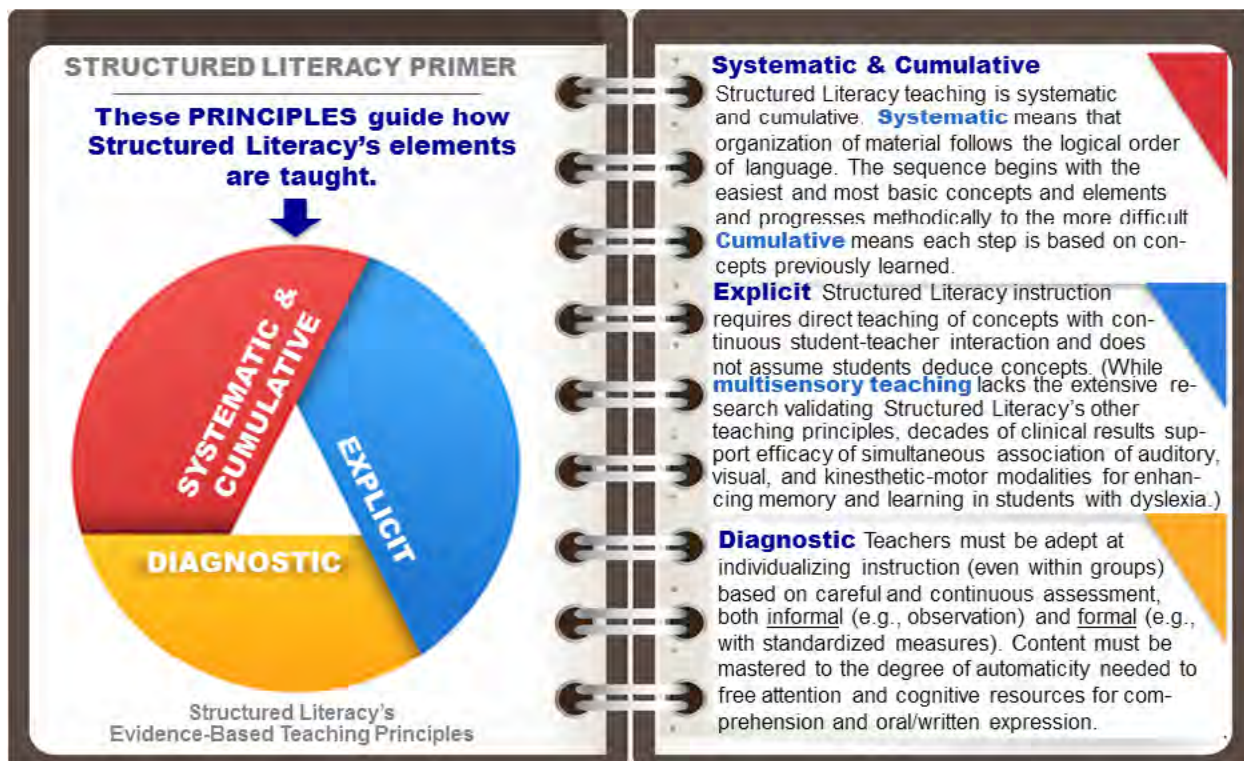 STRUCTURED LITERACY PRIMER
These PRINCIPLES guide how
Structured Literacy's elements
are taught.
SYSTEMATIC &
CUMULATIVE
EXPLICIT
DIAGNOSTIC
Structured Literacy's
Evidence-Based Teaching Principles
Systematic & Cumulative
Structured Literacy teaching is systematic
and cumulative. Systematic means that
organization of material follows the logical order
of language. The sequence begins with the
easiest and most basic concepts and elements
and progresses methodically to the more difficult
Cumulative means each step is based on con-
cepts previously learned.
Explicit Structured Literacy instruction
requires direct teaching of concepts with con-
tinuous student-teacher interaction and does
not assume students deduce concepts. (While
multisensory teaching lacks the extensive re-
search validating Structured Literacy's other
teaching principles, decades of clinical results sup-
port efficacy of simultaneous association of auditory,
visual, and kinesthetic-motor modalities for enhan-
cing memory and learning in students with dyslexia.)
Diagnostic Teachers must be adept at
individualizing instruction (even within groups)
based on careful and continuous assessment,
both informal (e.g., observation) and formal (e.g.,
with standardized measures). Content must be
mastered to the degree of automaticity needed to
free attention and cognitive resources for com-
prehension and oral/written expression.